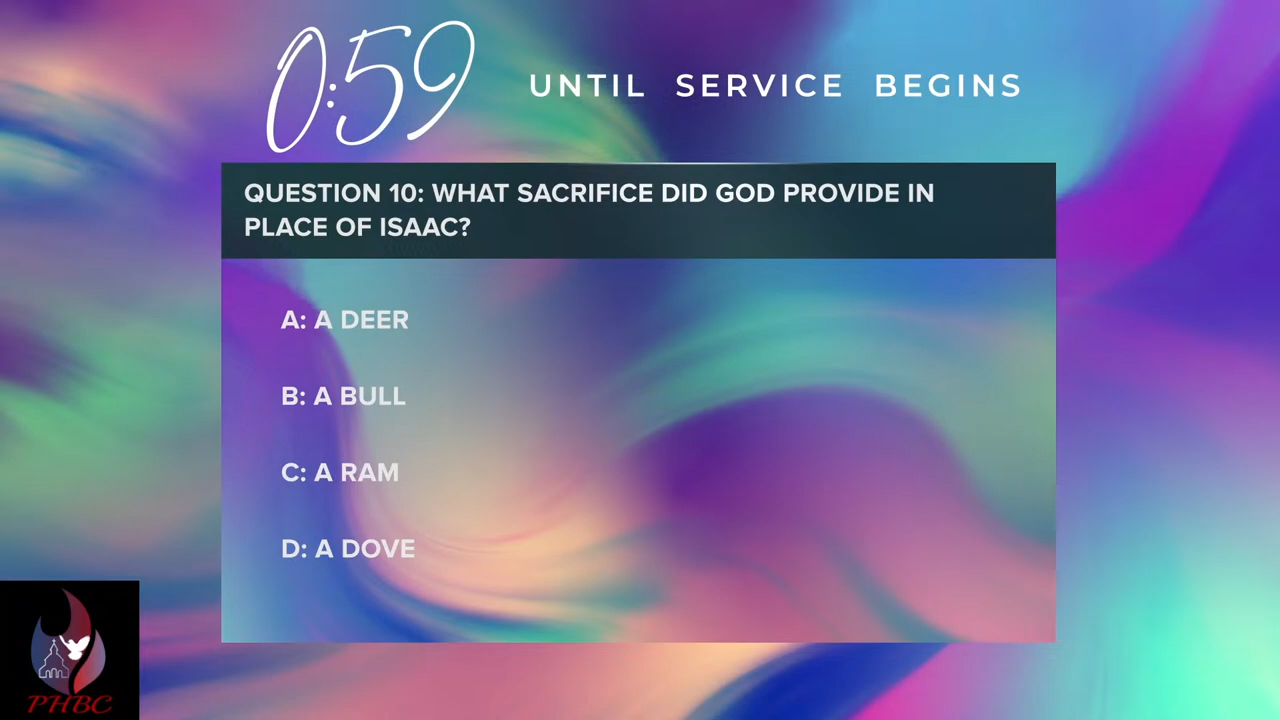 0:59 UNTIL SERVICE BEGINS
QUESTION 10: WHAT SACRIFICE DID GOD PROVIDE IN
PLACE OF ISAAC?
A: A DEER
B: A BULL
C: A RAM
D: A DOVE
PHBC